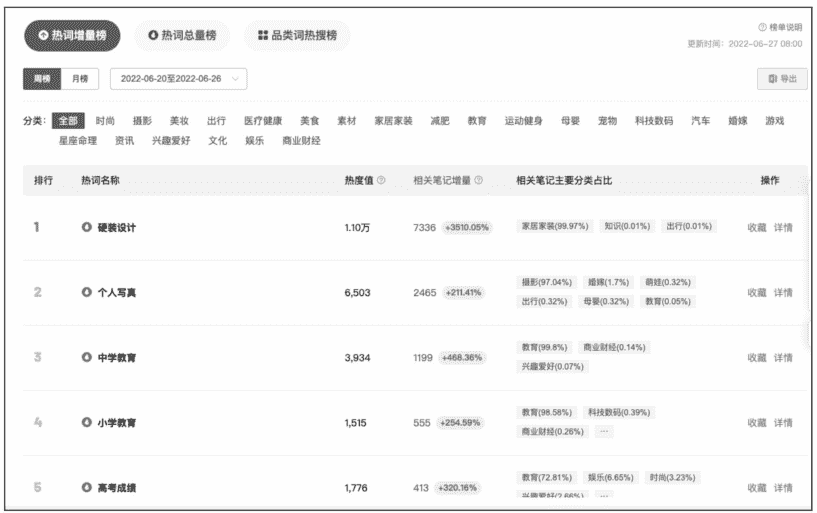 热词增量榜 热词总量榜 品类词热搜榜 榜单说明
更新时间：2022-06-27 08:00
周榜 月榜 2022-06-20至2022-06-26 导出
分类： 全部 时尚 摄影 美妆 出行 医疗健康 美食 素材 家居家装 减肥 教育 运动健身 母婴 宠物 科技数码 汽车 婚嫁 游戏
星座命理 资讯 兴趣爱好 文化 娱乐 商业财经
排行 热词名称 热度值 相关笔记增量 相关笔记主要分类占比 操作
1 硬装设计 1.10万 7336 +3510.05% 家居家装(99.97%) 知识(0.01%) 出行(0.01%) 收藏 详情
2 个人写真 6,503 2465 +211.41% 摄影(97.04%) 婚嫁(1.7%) 萌娃(0.32%) 收藏 详情
出行(0.32%) 母婴(0.32%) 教育(0.05%)
3 中学教育 3,934 1199 +468.36% 教育(99.8%) 商业财经(0.14%) 收藏 详情
兴趣爱好(0.07%)
4 小学教育 1,515 555 +254.59% 教育(98.58%) 科技数码(0.39%) 收藏 详情
商业财经(0.26%) ...
5 高考成绩 1,776 413 +320.16% 教育(72.81%) 娱乐(6.65%) 时尚(3.23%) 收藏 详情
兴趣爱好(2.66%) ...